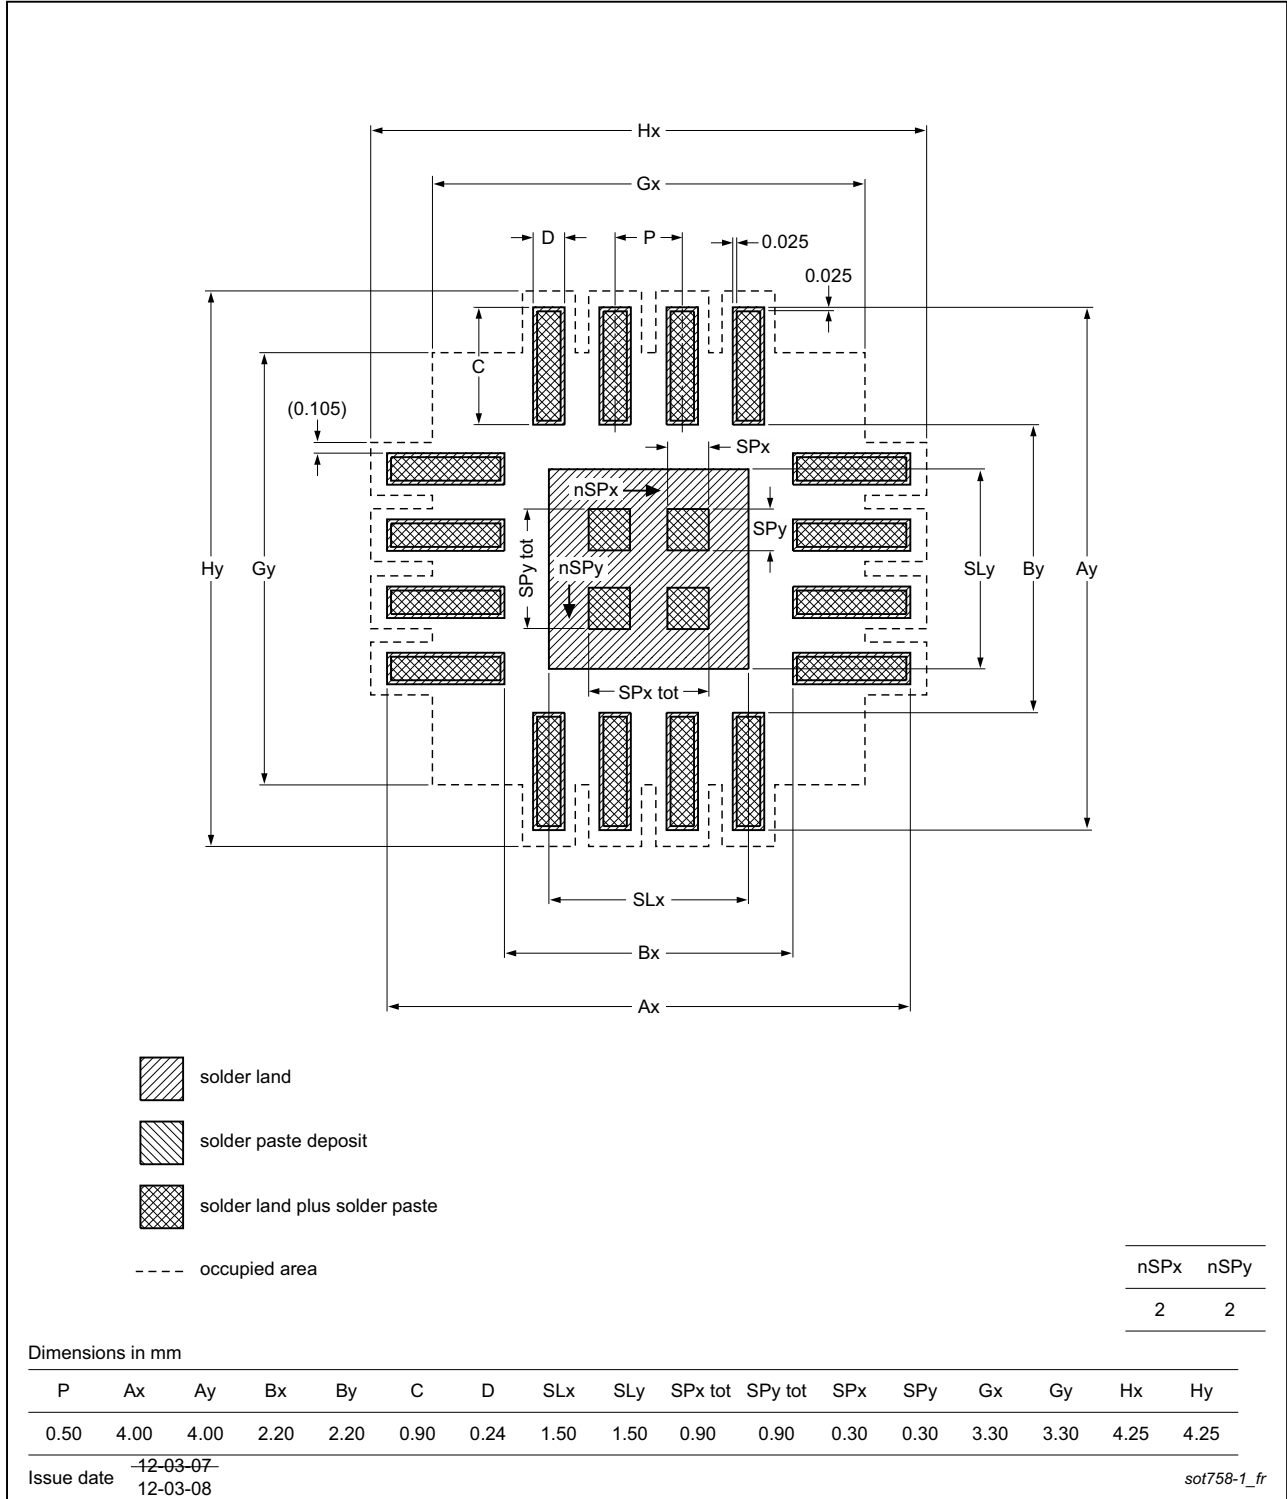 Hx
Gx
D P 0.025
0.025
C
(0.105)
SPx
nSPx
SPy
SPy tot
nSPy
Hy Gy SLy By Ay
SPx tot
SLx
Bx
Ax
solder land
solder paste deposit
solder land plus solder paste
occupied area
nSPx nSPy
2 2
Dimensions in mm
P Ax Ay Bx By C D SLx SLy SPx tot SPy tot SPx SPy Gx Gy Hx Hy
0.50 4.00 4.00 2.20 2.20 0.90 0.24 1.50 1.50 0.90 0.90 0.30 0.30 3.30 3.30 4.25 4.25
Issue date 12-03-07
12-03-08
sot758-1_fr